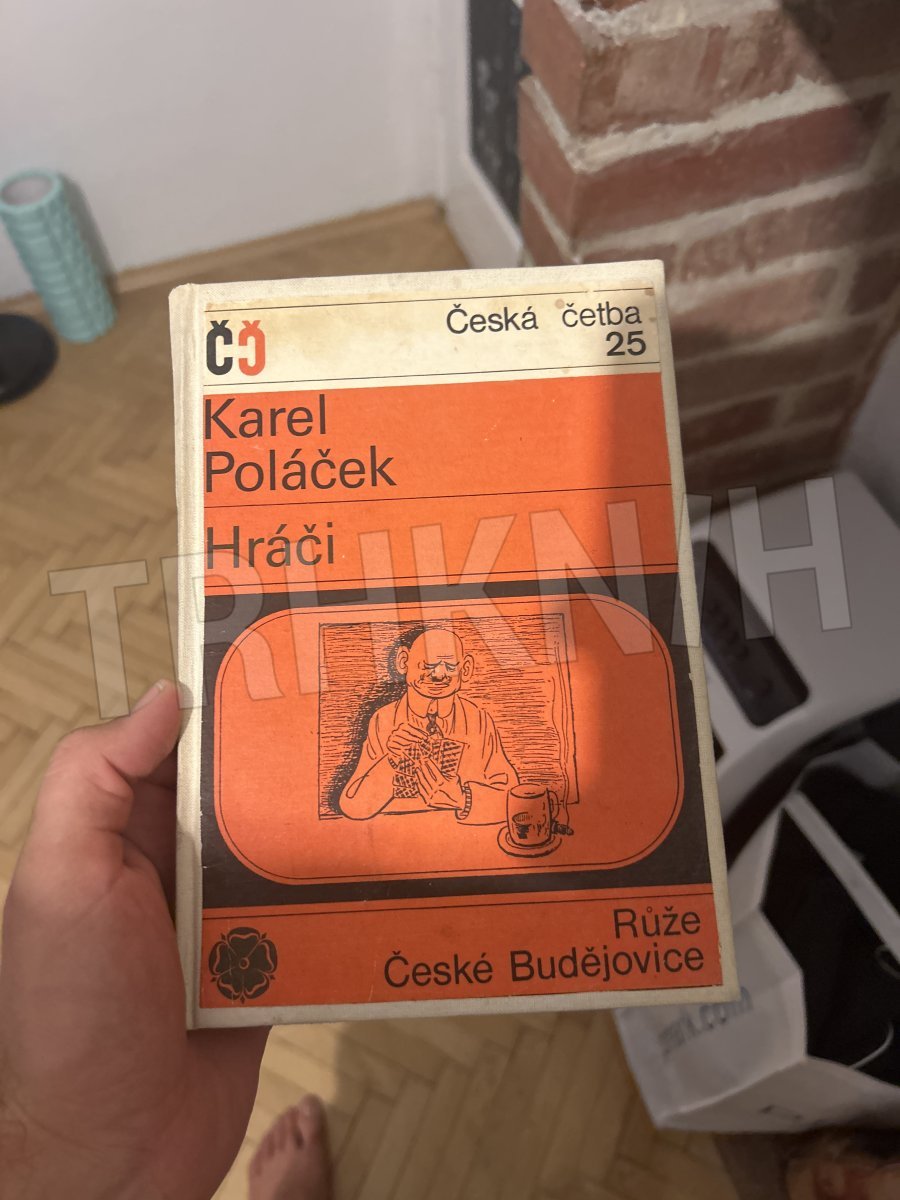 ČČ
Česká četba
25
Karel
Poláček
Hráči
TRHKNIH
Růže
České Budějovice